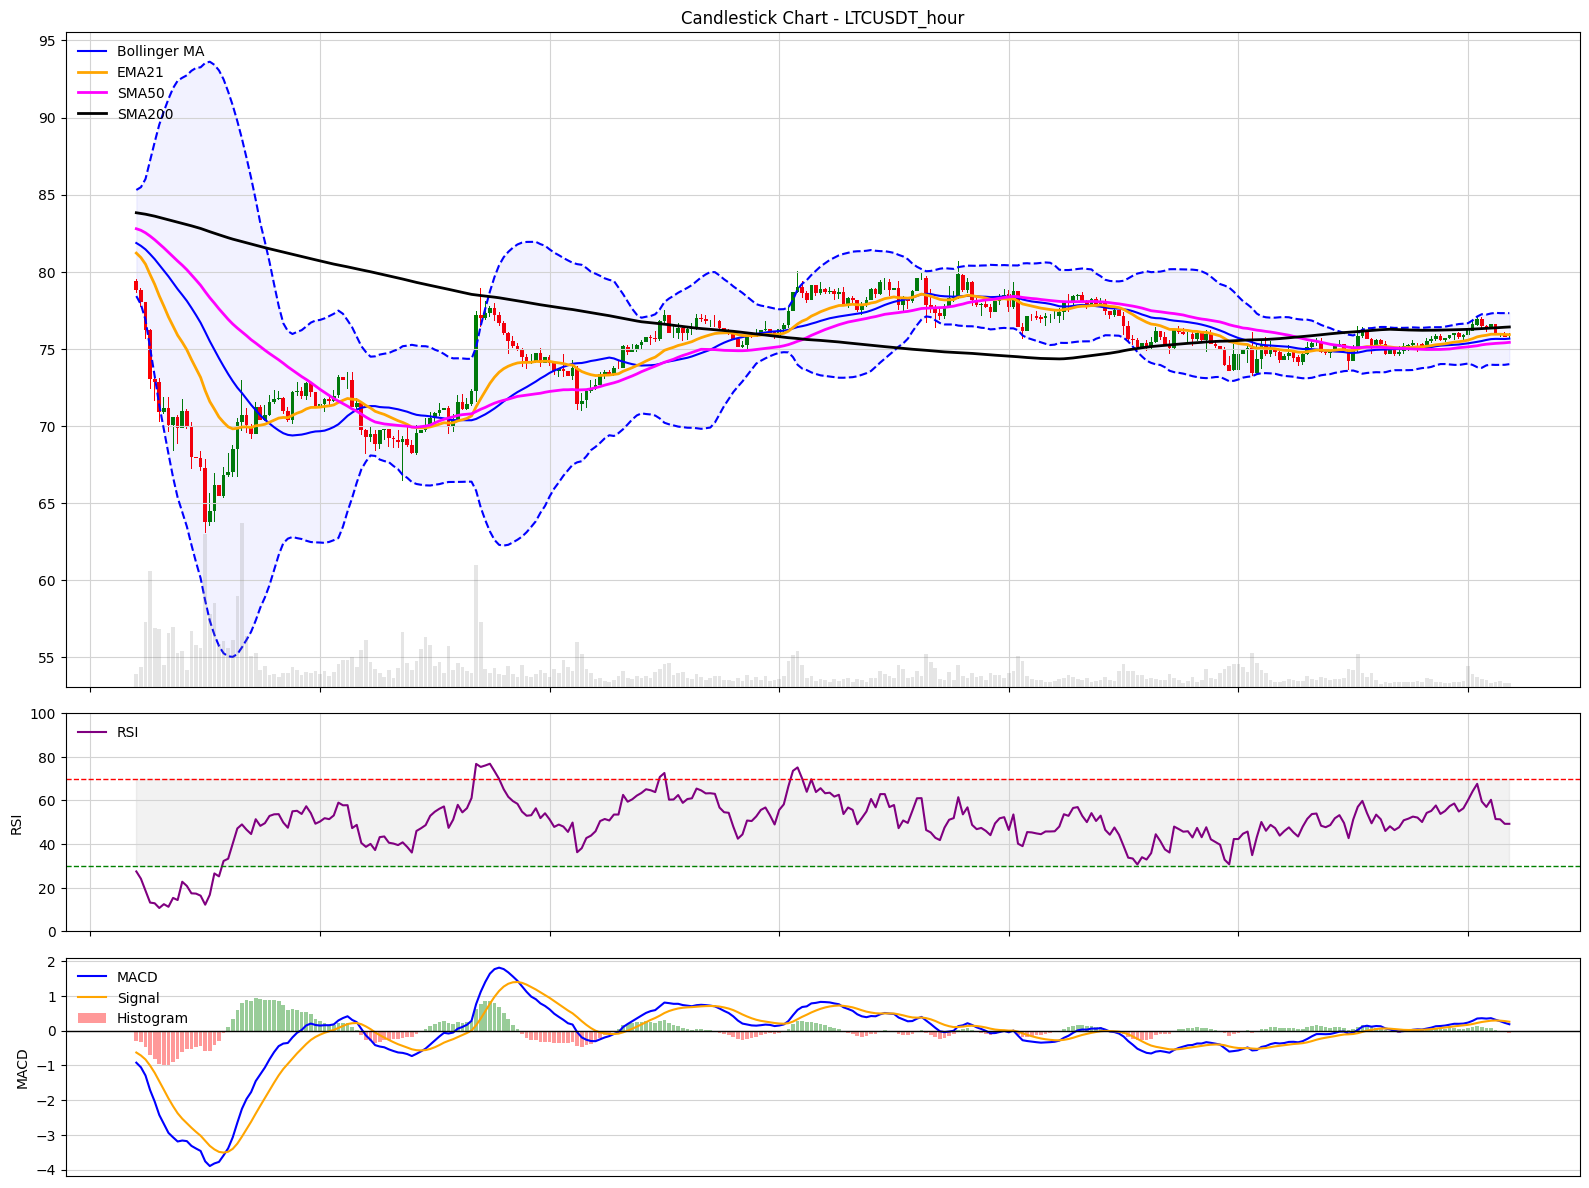 Candlestick Chart - LTCUSDT_hour
95
90
85
80
75
70
65
60
55
Bollinger MA
EMA21
SMA50
SMA200
100
80
60
40
20
0
RSI
RSI
2
1
0
−1
−2
−3
−4
MACD
MACD
Signal
Histogram